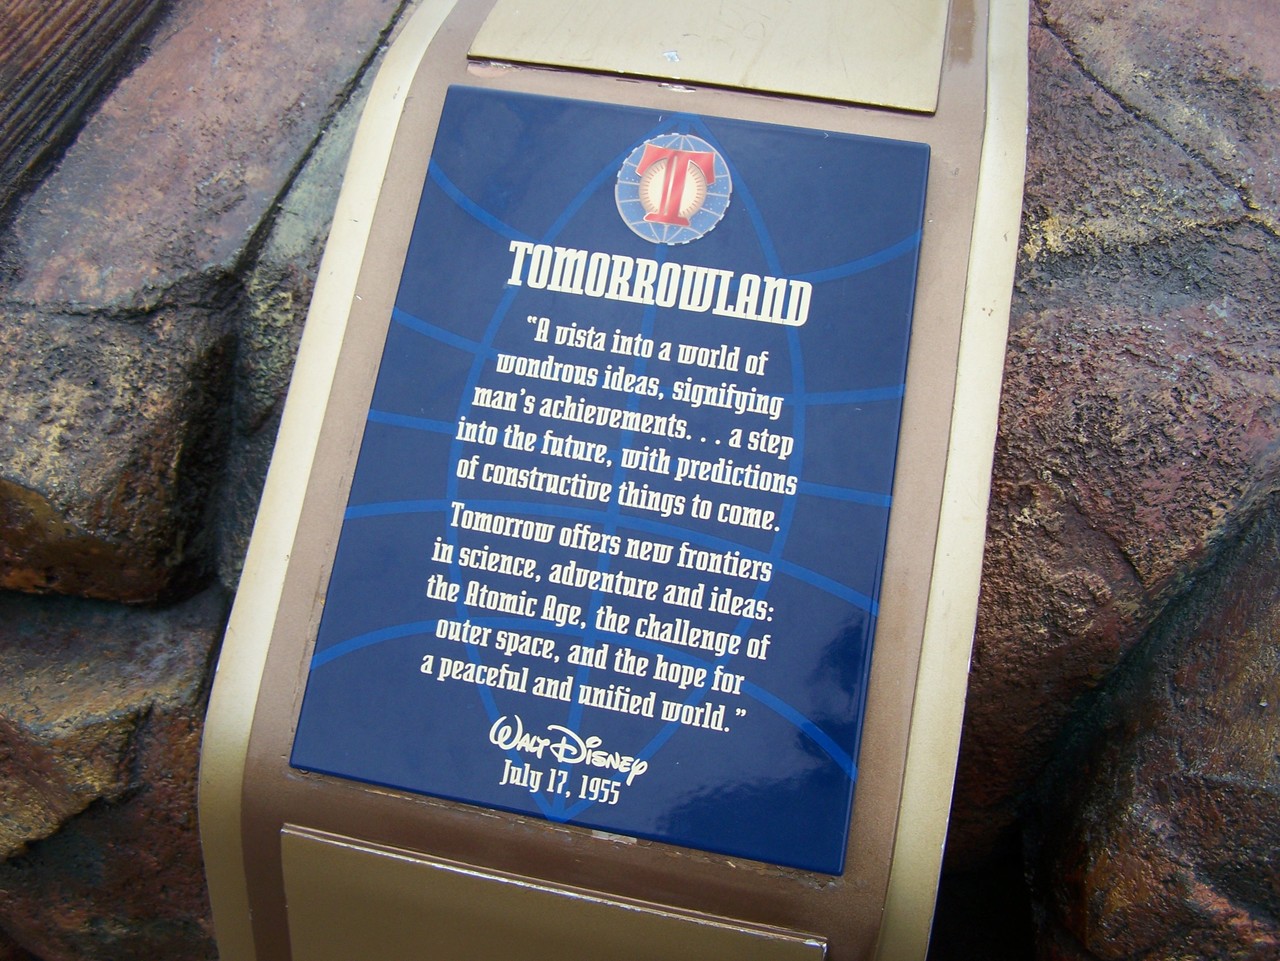 T
TOMORROWLAND
"A vista into a world of
wondrous ideas, signifying
man's achievements. . . a step
into the future, with predictions
of constructive things to come.
Tomorrow offers new frontiers
in science, adventure and ideas:
the Atomic Age, the challenge of
outer space, and the hope for
a peaceful and unified world."
WALT DISNEY
July 17, 1955